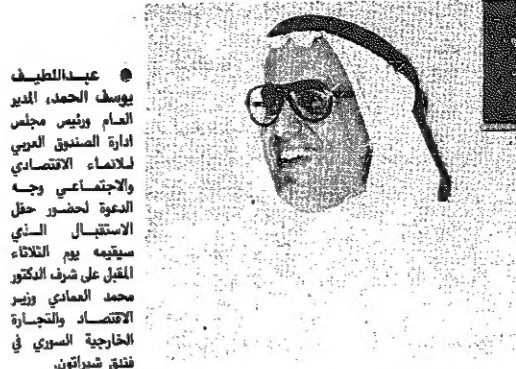 ● عبداللطيف
يوسف الحمد، المدير
العام ورئيس مجلس
ادارة الصندوق العربي
للانماء الاقتصادي
والاجتماعي وجه
الدعوة لحضور حفل
الاستقبال الذي
سيقيمه يوم الثلاثاء
المقبل على شرف الدكتور
محمد العمادي وزير
الاقتصاد والتجارة
الخارجية السوري في
فندق شيراتون.